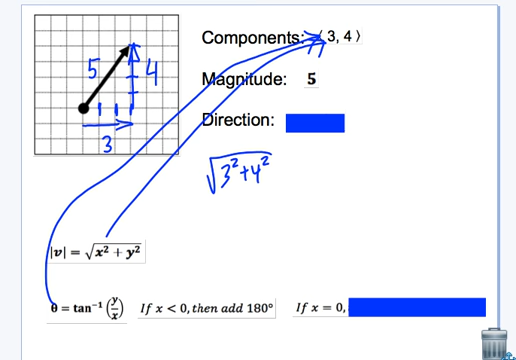 Components: ⟨ 3, 4 ⟩
5
4
Magnitude: 5
Direction:
3
√3²+4²
|v| = √x² + y²
θ = tan⁻¹ (y/x) If x < 0, then add 180° If x = 0,